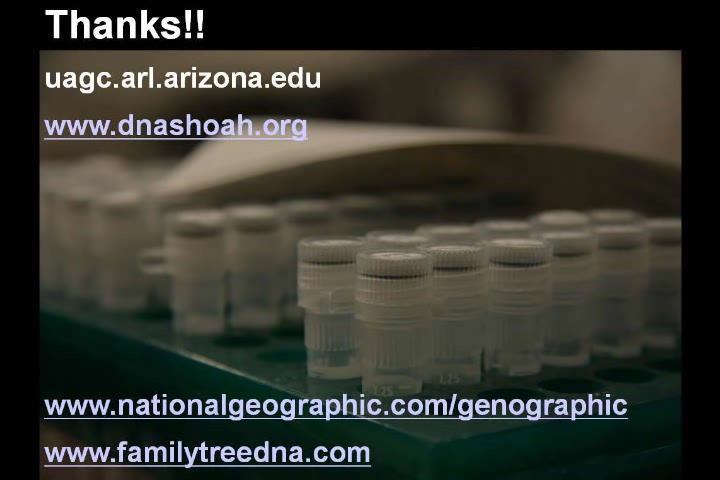 Thanks!!
uagc.arl.arizona.edu
www.dnashoah.org
www.nationalgeographic.com/genographic
www.familytreedna.com